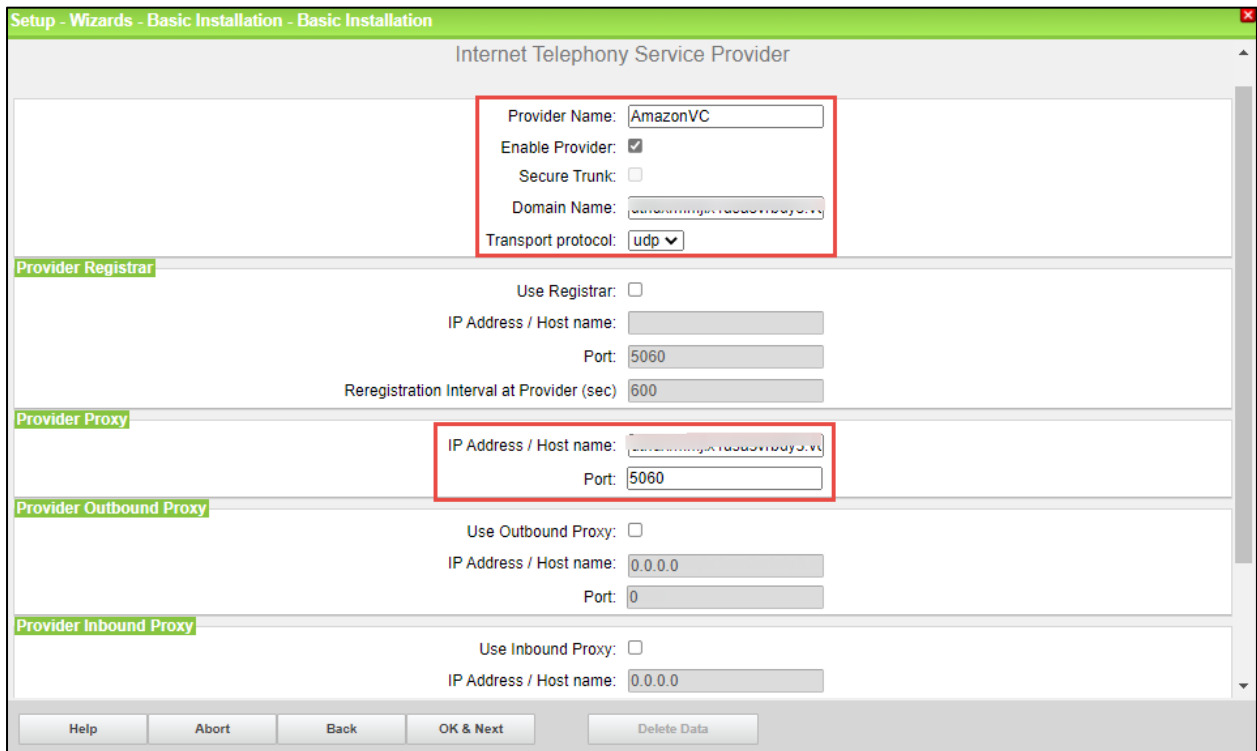 Setup - Wizards - Basic Installation - Basic Installation
Internet Telephony Service Provider
Provider Name: AmazonVC
Enable Provider:
Secure Trunk:
Domain Name:
Transport protocol: udp
Provider Registrar
Use Registrar:
IP Address / Host name:
Port: 5060
Reregistration Interval at Provider (sec) 600
Provider Proxy
IP Address / Host name:
Port: 5060
Provider Outbound Proxy
Use Outbound Proxy:
IP Address / Host name: 0.0.0.0
Port: 0
Provider Inbound Proxy
Use Inbound Proxy:
IP Address / Host name: 0.0.0.0
Help Abort Back OK & Next Delete Data